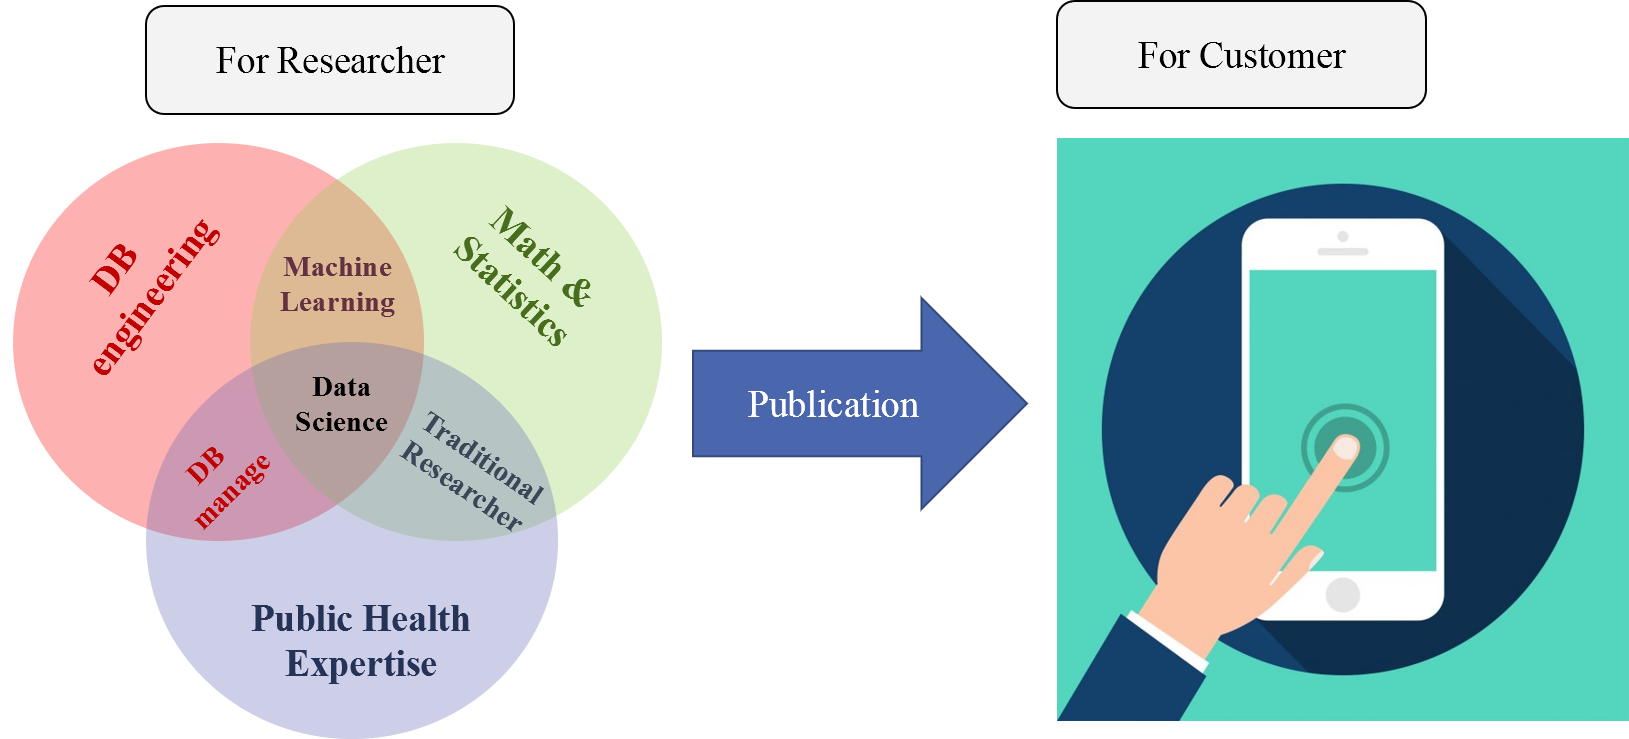 For Researcher
For Customer
DB
engineering
Math &
Statistics
Machine
Learning
Data
Science
DB
manage
Traditional
Researcher
Public Health
Expertise
Publication